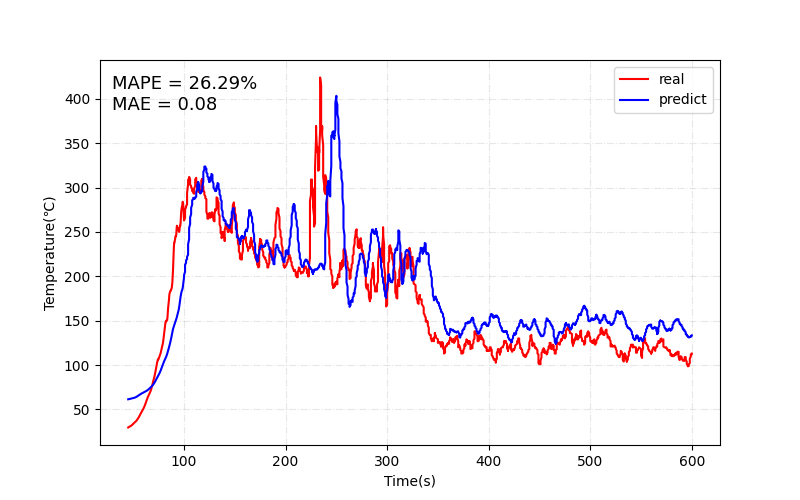 MAPE = 26.29%
MAE = 0.08
real
predict
Temperature(℃)
400
350
300
250
200
150
100
50
100 200 300 400 500 600
Time(s)